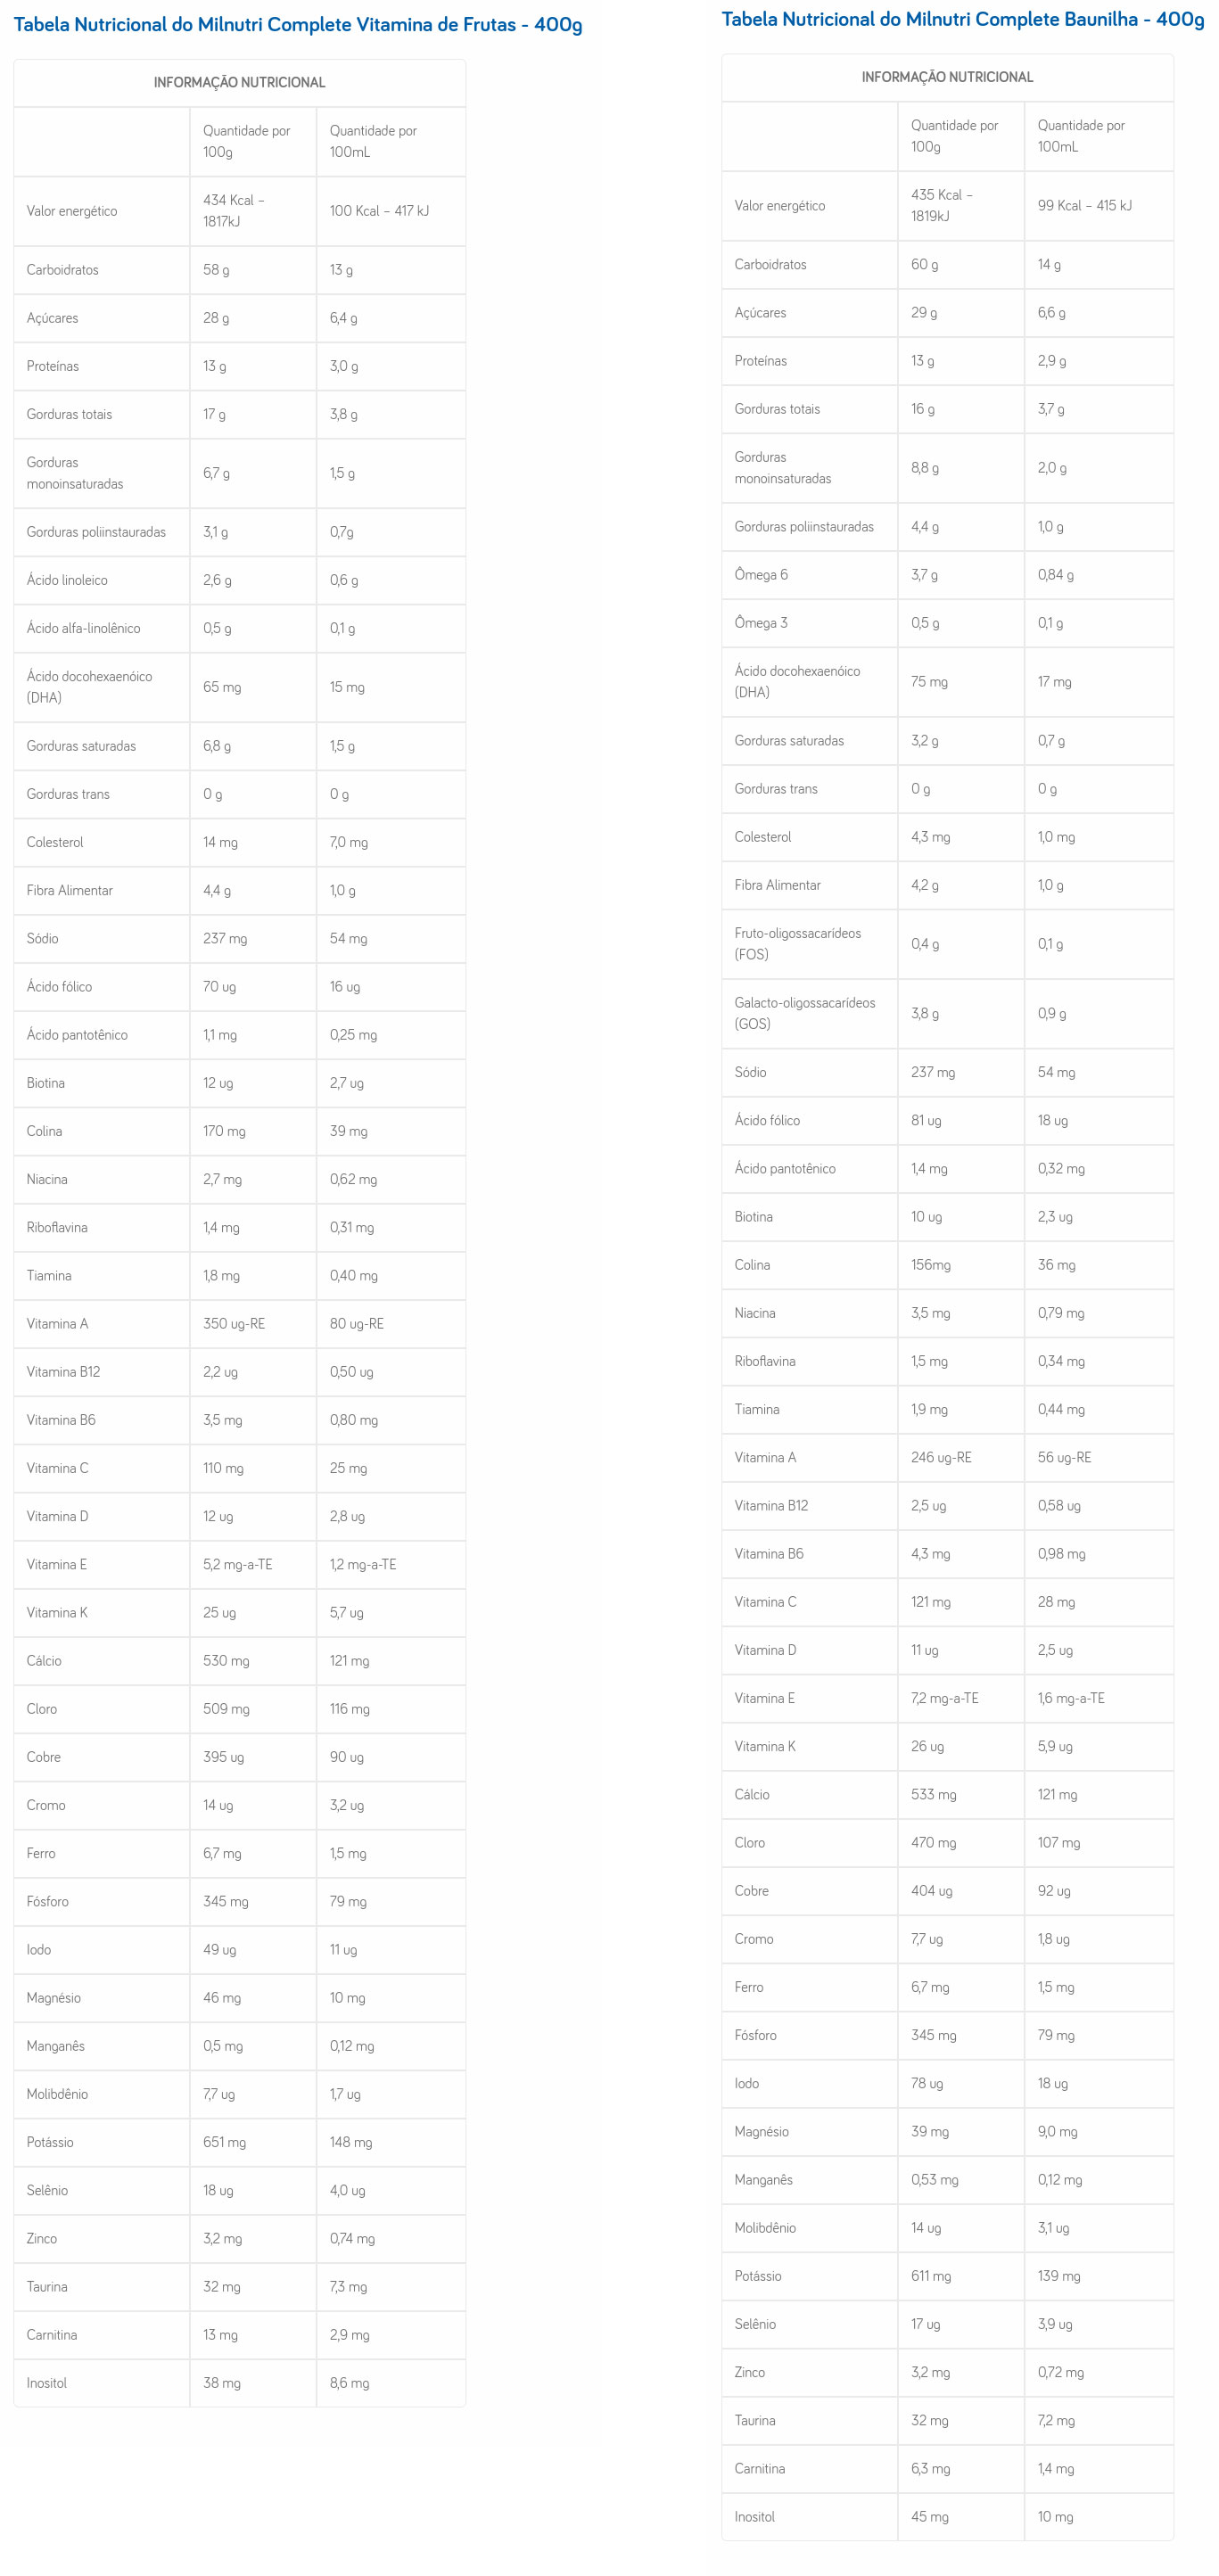 Tabela Nutricional do Milnutri Complete Vitamina de Frutas - 400g
INFORMAÇÃO NUTRICIONAL
Quantidade por 100g Quantidade por 100mL
Valor energético 434 Kcal – 1817kJ 100 Kcal – 417 kJ
Carboidratos 58 g 13 g
Açúcares 28 g 6,4 g
Proteínas 13 g 3,0 g
Gorduras totais 17 g 3,8 g
Gorduras monoinsaturadas 6,7 g 1,5 g
Gorduras poliinstauradas 3,1 g 0,7g
Ácido linoleico 2,6 g 0,6 g
Ácido alfa-linolênico 0,5 g 0,1 g
Ácido docohexaenóico (DHA) 65 mg 15 mg
Gorduras saturadas 6,8 g 1,5 g
Gorduras trans 0 g 0 g
Colesterol 14 mg 7,0 mg
Fibra Alimentar 4,4 g 1,0 g
Sódio 237 mg 54 mg
Ácido fólico 70 ug 16 ug
Ácido pantotênico 1,1 mg 0,25 mg
Biotina 12 ug 2,7 ug
Colina 170 mg 39 mg
Niacina 2,7 mg 0,62 mg
Riboflavina 1,4 mg 0,31 mg
Tiamina 1,8 mg 0,40 mg
Vitamina A 350 ug-RE 80 ug-RE
Vitamina B12 2,2 ug 0,50 ug
Vitamina B6 3,5 mg 0,80 mg
Vitamina C 110 mg 25 mg
Vitamina D 12 ug 2,8 ug
Vitamina E 5,2 mg-a-TE 1,2 mg-a-TE
Vitamina K 25 ug 5,7 ug
Cálcio 530 mg 121 mg
Cloro 509 mg 116 mg
Cobre 395 ug 90 ug
Cromo 14 ug 3,2 ug
Ferro 6,7 mg 1,5 mg
Fósforo 345 mg 79 mg
Iodo 49 ug 11 ug
Magnésio 46 mg 10 mg
Manganês 0,5 mg 0,12 mg
Molibdênio 7,7 ug 1,7 ug
Potássio 651 mg 148 mg
Selênio 18 ug 4,0 ug
Zinco 3,2 mg 0,74 mg
Taurina 32 mg 7,3 mg
Carnitina 13 mg 2,9 mg
Inositol 38 mg 8,6 mg
Tabela Nutricional do Milnutri Complete Baunilha - 400g
INFORMAÇÃO NUTRICIONAL
Quantidade por 100g Quantidade por 100mL
Valor energético 435 Kcal – 1819kJ 99 Kcal – 415 kJ
Carboidratos 60 g 14 g
Açúcares 29 g 6,6 g
Proteínas 13 g 2,9 g
Gorduras totais 16 g 3,7 g
Gorduras monoinsaturadas 8,8 g 2,0 g
Gorduras poliinstauradas 4,4 g 1,0 g
Ômega 6 3,7 g 0,84 g
Ômega 3 0,5 g 0,1 g
Ácido docohexaenóico (DHA) 75 mg 17 mg
Gorduras saturadas 3,2 g 0,7 g
Gorduras trans 0 g 0 g
Colesterol 4,3 mg 1,0 mg
Fibra Alimentar 4,2 g 1,0 g
Fruto-oligossacarídeos (FOS) 0,4 g 0,1 g
Galacto-oligossacarídeos (GOS) 3,8 g 0,9 g
Sódio 237 mg 54 mg
Ácido fólico 81 ug 18 ug
Ácido pantotênico 1,4 mg 0,32 mg
Biotina 10 ug 2,3 ug
Colina 156mg 36 mg
Niacina 3,5 mg 0,79 mg
Riboflavina 1,5 mg 0,34 mg
Tiamina 1,9 mg 0,44 mg
Vitamina A 246 ug-RE 56 ug-RE
Vitamina B12 2,5 ug 0,58 ug
Vitamina B6 4,3 mg 0,98 mg
Vitamina C 121 mg 28 mg
Vitamina D 11 ug 2,5 ug
Vitamina E 7,2 mg-a-TE 1,6 mg-a-TE
Vitamina K 26 ug 5,9 ug
Cálcio 533 mg 121 mg
Cloro 470 mg 107 mg
Cobre 404 ug 92 ug
Cromo 7,7 ug 1,8 ug
Ferro 6,7 mg 1,5 mg
Fósforo 345 mg 79 mg
Iodo 78 ug 18 ug
Magnésio 39 mg 9,0 mg
Manganês 0,53 mg 0,12 mg
Molibdênio 14 ug 3,1 ug
Potássio 611 mg 139 mg
Selênio 17 ug 3,9 ug
Zinco 3,2 mg 0,72 mg
Taurina 32 mg 7,2 mg
Carnitina 6,3 mg 1,4 mg
Inositol 45 mg 10 mg